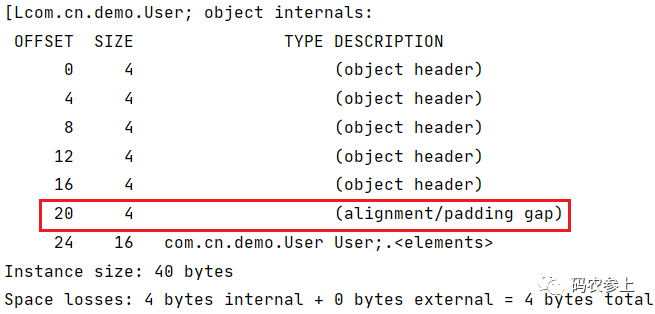 [Lcom.cn.demo.User; object internals:
OFFSET SIZE TYPE DESCRIPTION
0 4 (object header)
4 4 (object header)
8 4 (object header)
12 4 (object header)
16 4 (object header)
20 4 (alignment/padding gap)
24 16 com.cn.demo.User User;.<elements>
Instance size: 40 bytes
Space losses: 4 bytes internal + 0 bytes external = 4 bytes total
码农参上